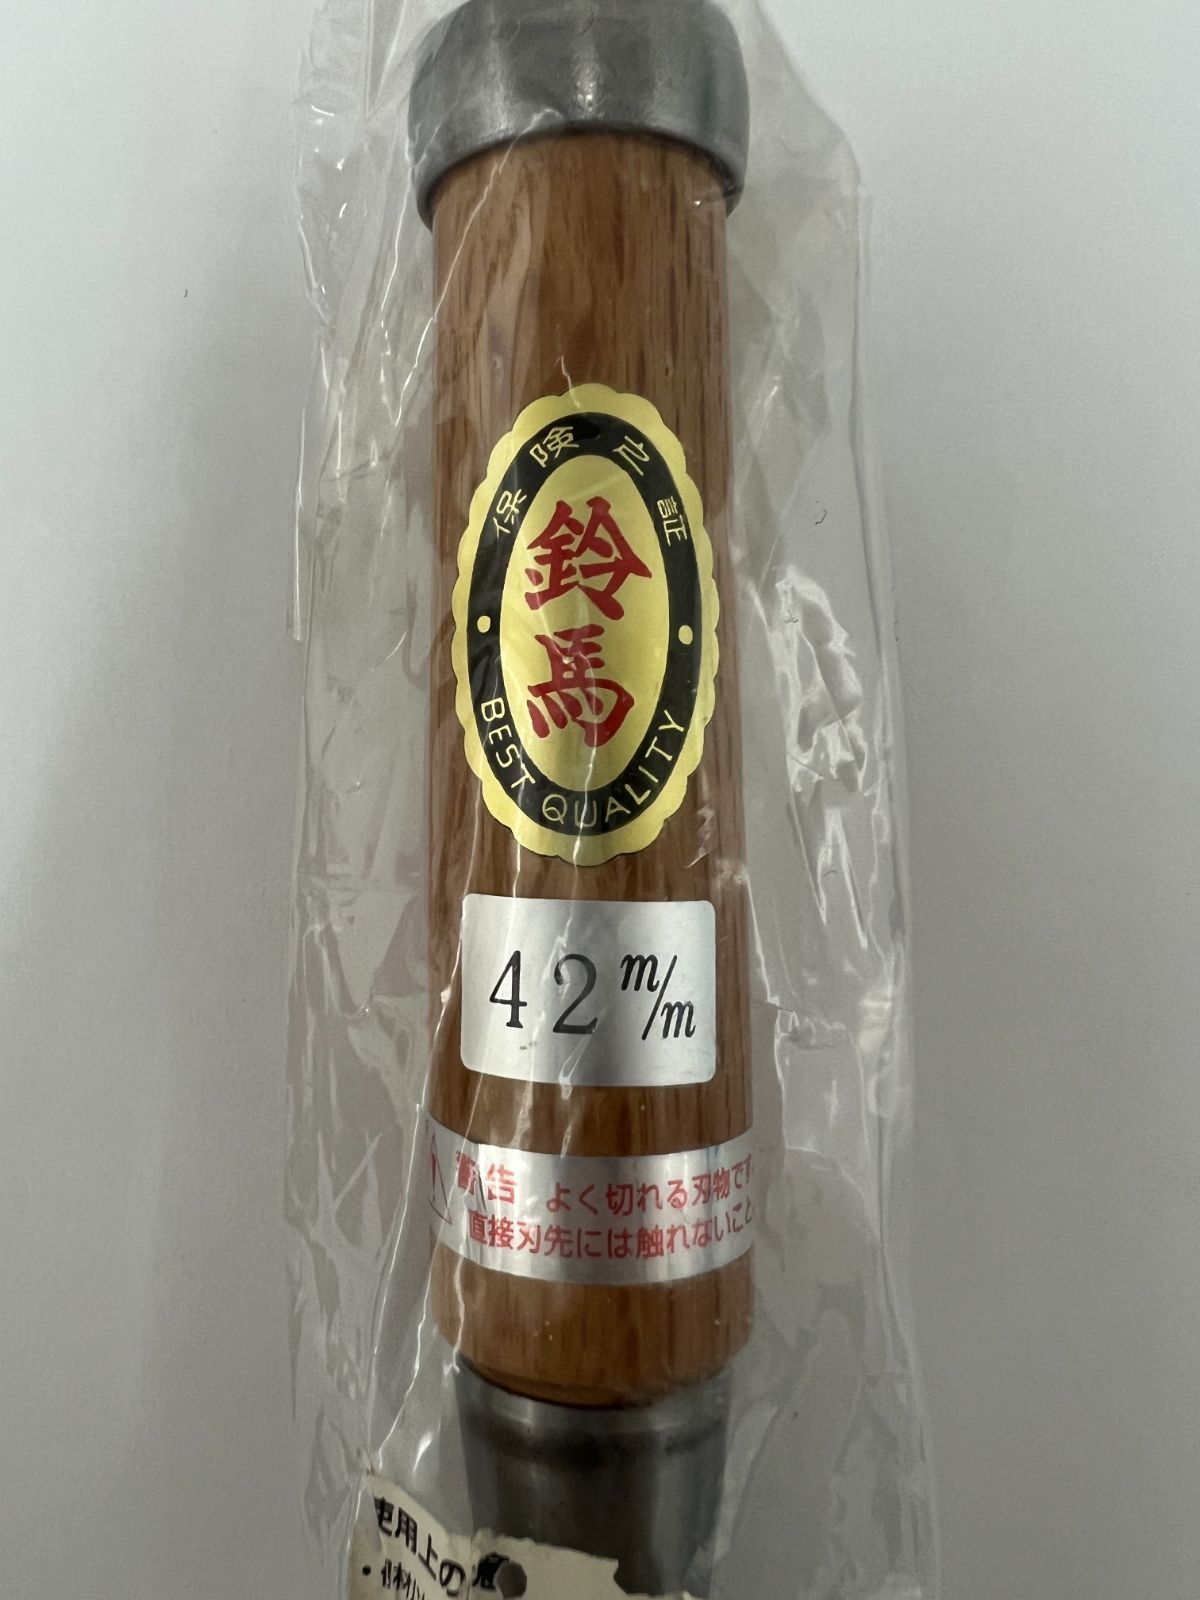 保険之証
鈴馬
BEST QUALITY
42 m/m
警告 よく切れる刃物です
直接刃先には触れないこと
使用上の